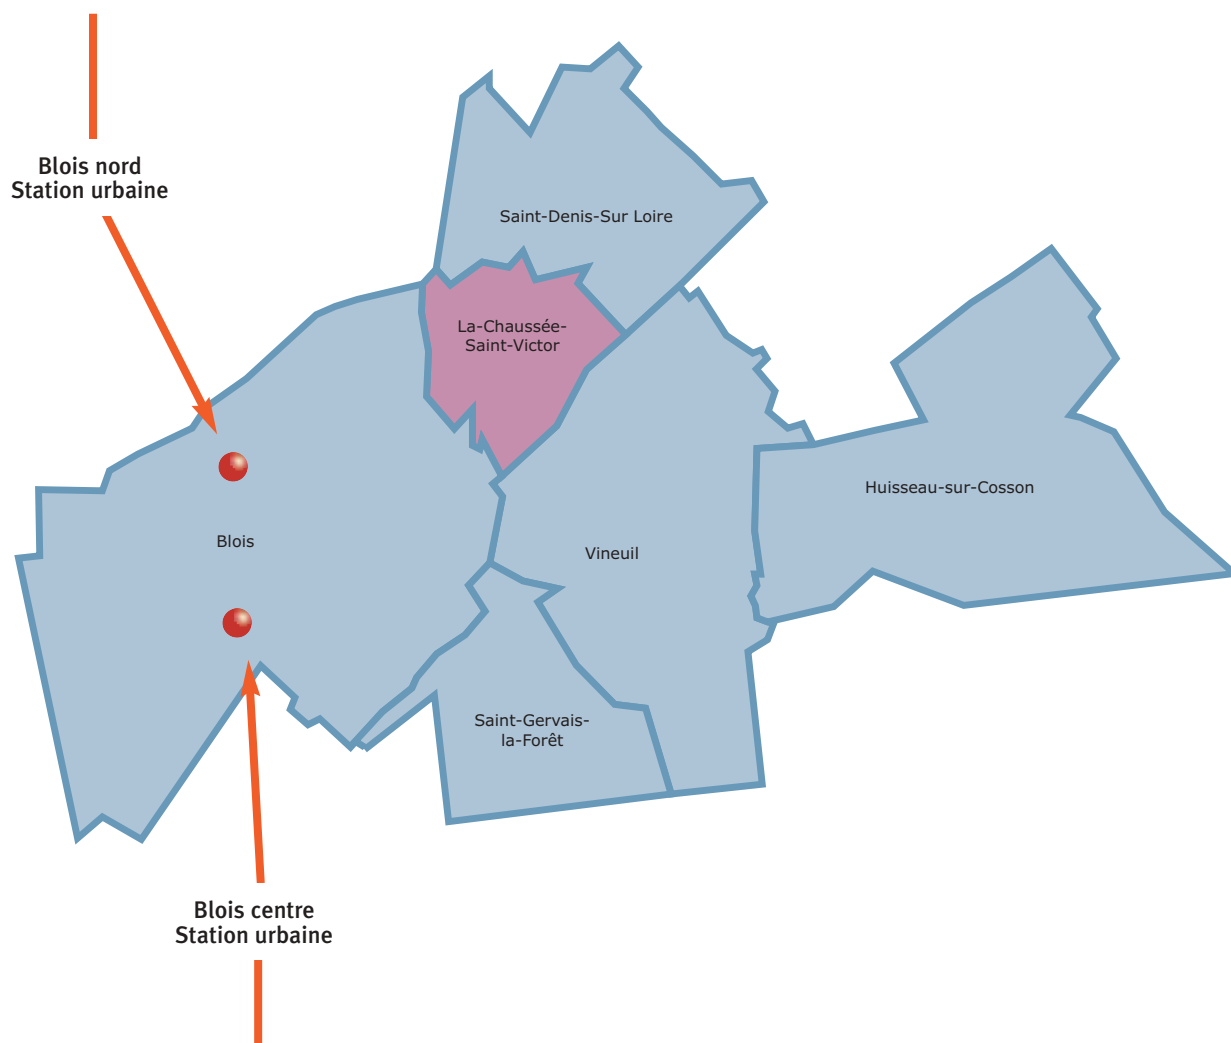 Blois nord
Station urbaine
Saint-Denis-Sur Loire
La-Chaussée-
Saint-Victor
Huisseau-sur-Cosson
Blois
Vineuil
Saint-Gervais-
la-Forêt
Blois centre
Station urbaine